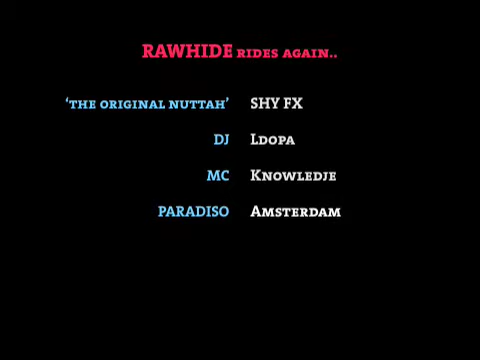 RAWHIDE RIDES AGAIN..
‘THE ORIGINAL NUTTAH’ SHY FX
DJ LDOPA
MC KNOWLEDJE
PARADISO AMSTERDAM